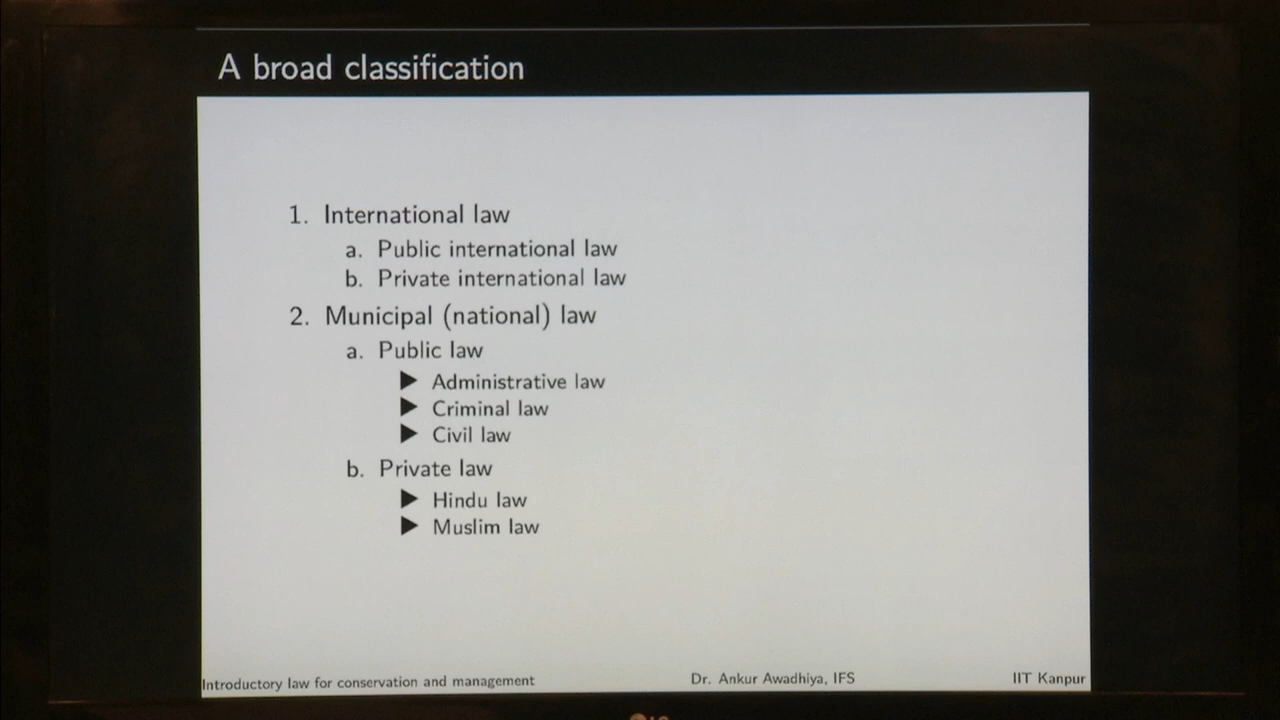 A broad classification
1. International law
a. Public international law
b. Private international law
2. Municipal (national) law
a. Public law
▶ Administrative law
▶ Criminal law
▶ Civil law
b. Private law
▶ Hindu law
▶ Muslim law
Introductory law for conservation and management Dr. Ankur Awadhiya, IFS IIT Kanpur